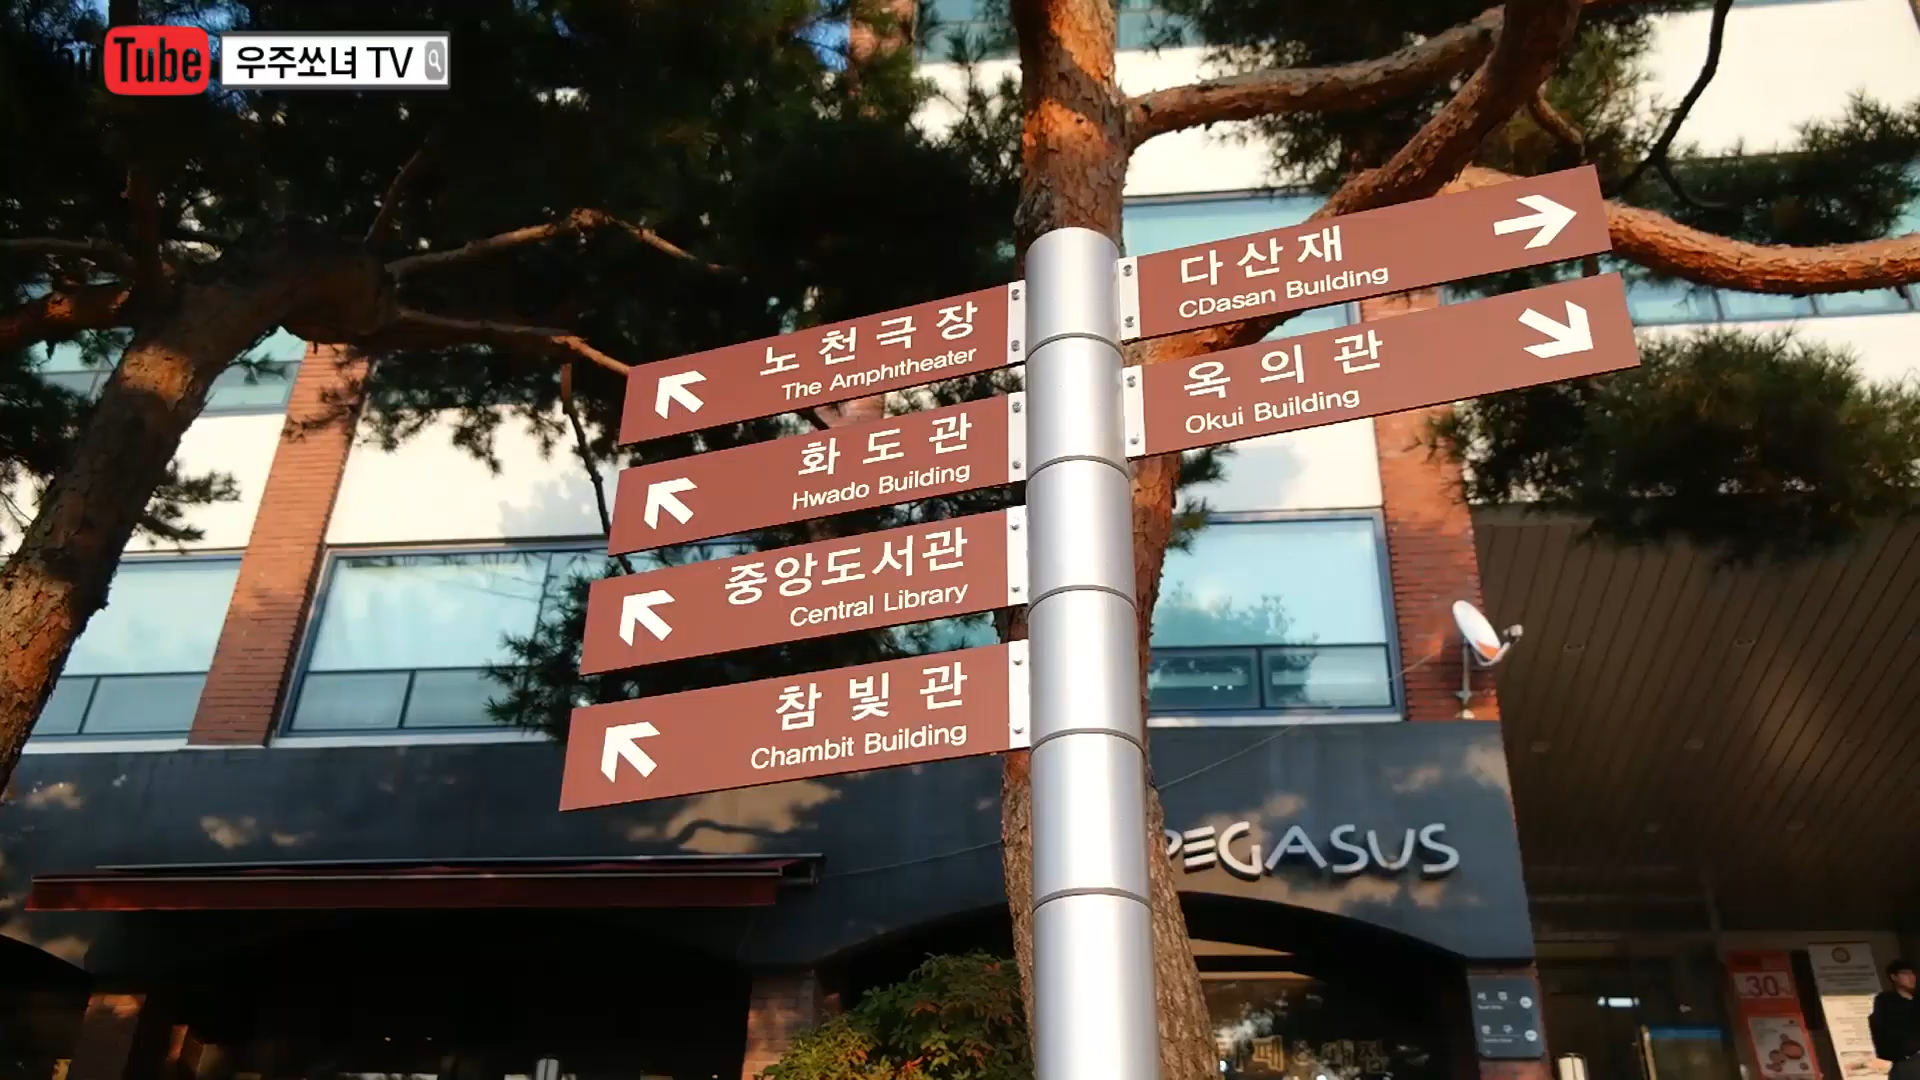 Tube 우주쏘녀 TV
노천극장
The Amphitheater
화도관
Hwado Building
중앙도서관
Central Library
참빛관
Chambit Building
다산재
CDasan Building
옥의관
Okui Building
PEGASUS
30